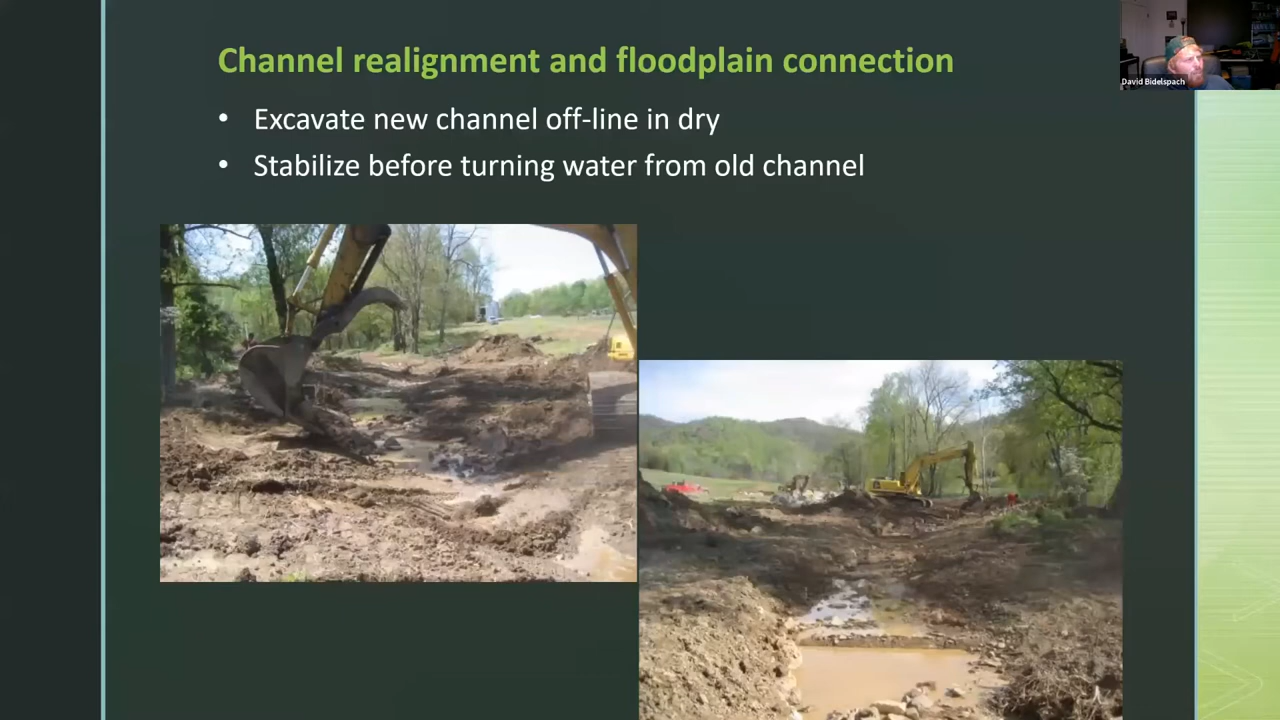 Channel realignment and floodplain connection
• Excavate new channel off-line in dry
• Stabilize before turning water from old channel
David Bidelspach